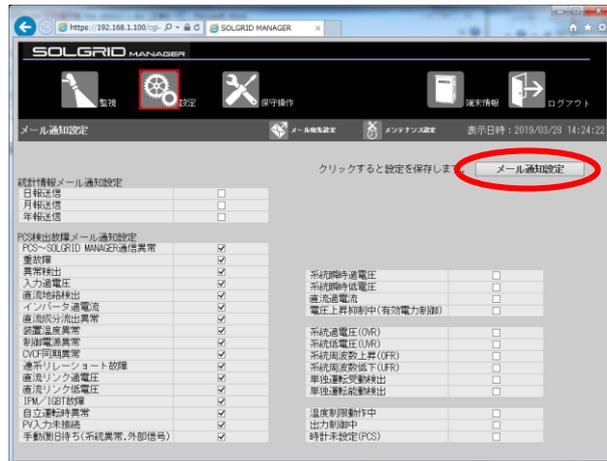 https://192.168.1.100/cgi- SOLGRID MANAGER
SOLGRID MANAGER
監視 設定 保守操作 端末情報 ログアウト
メール通知設定 メール発洩設定 メンテナンス設定 表示日時：2019/03/28 14:24:22
クリックすると設定を保存します。 メール通知設定
統計情報メール通知設定
日報送信
月報送信
年報送信
PCS検出故障メール通知設定
PCS～SOLGRID MANAGER通信異常
重故障
異常検出
入力過電圧
直流地絡検出
インバータ過電流
直流成分流出異常
装置温度異常
制御電源異常
CVCF同期異常
連系リレーショート故障
直流リンク過電圧
直流リンク低電圧
IPM／IGBT故障
自立運転時異常
PV入力未接続
手動復旧待ち(系統異常,外部信号)
系統瞬時過電圧
系統瞬時低電圧
直流過電流
電圧上昇抑制中(有効電力制御)
系統過電圧(OVR)
系統低電圧(UVR)
系統周波数上昇(OFR)
系統周波数低下(UFR)
単独運転受動検出
単独運転能動検出
温度制限動作中
出力制御中
時計未設定(PCS)